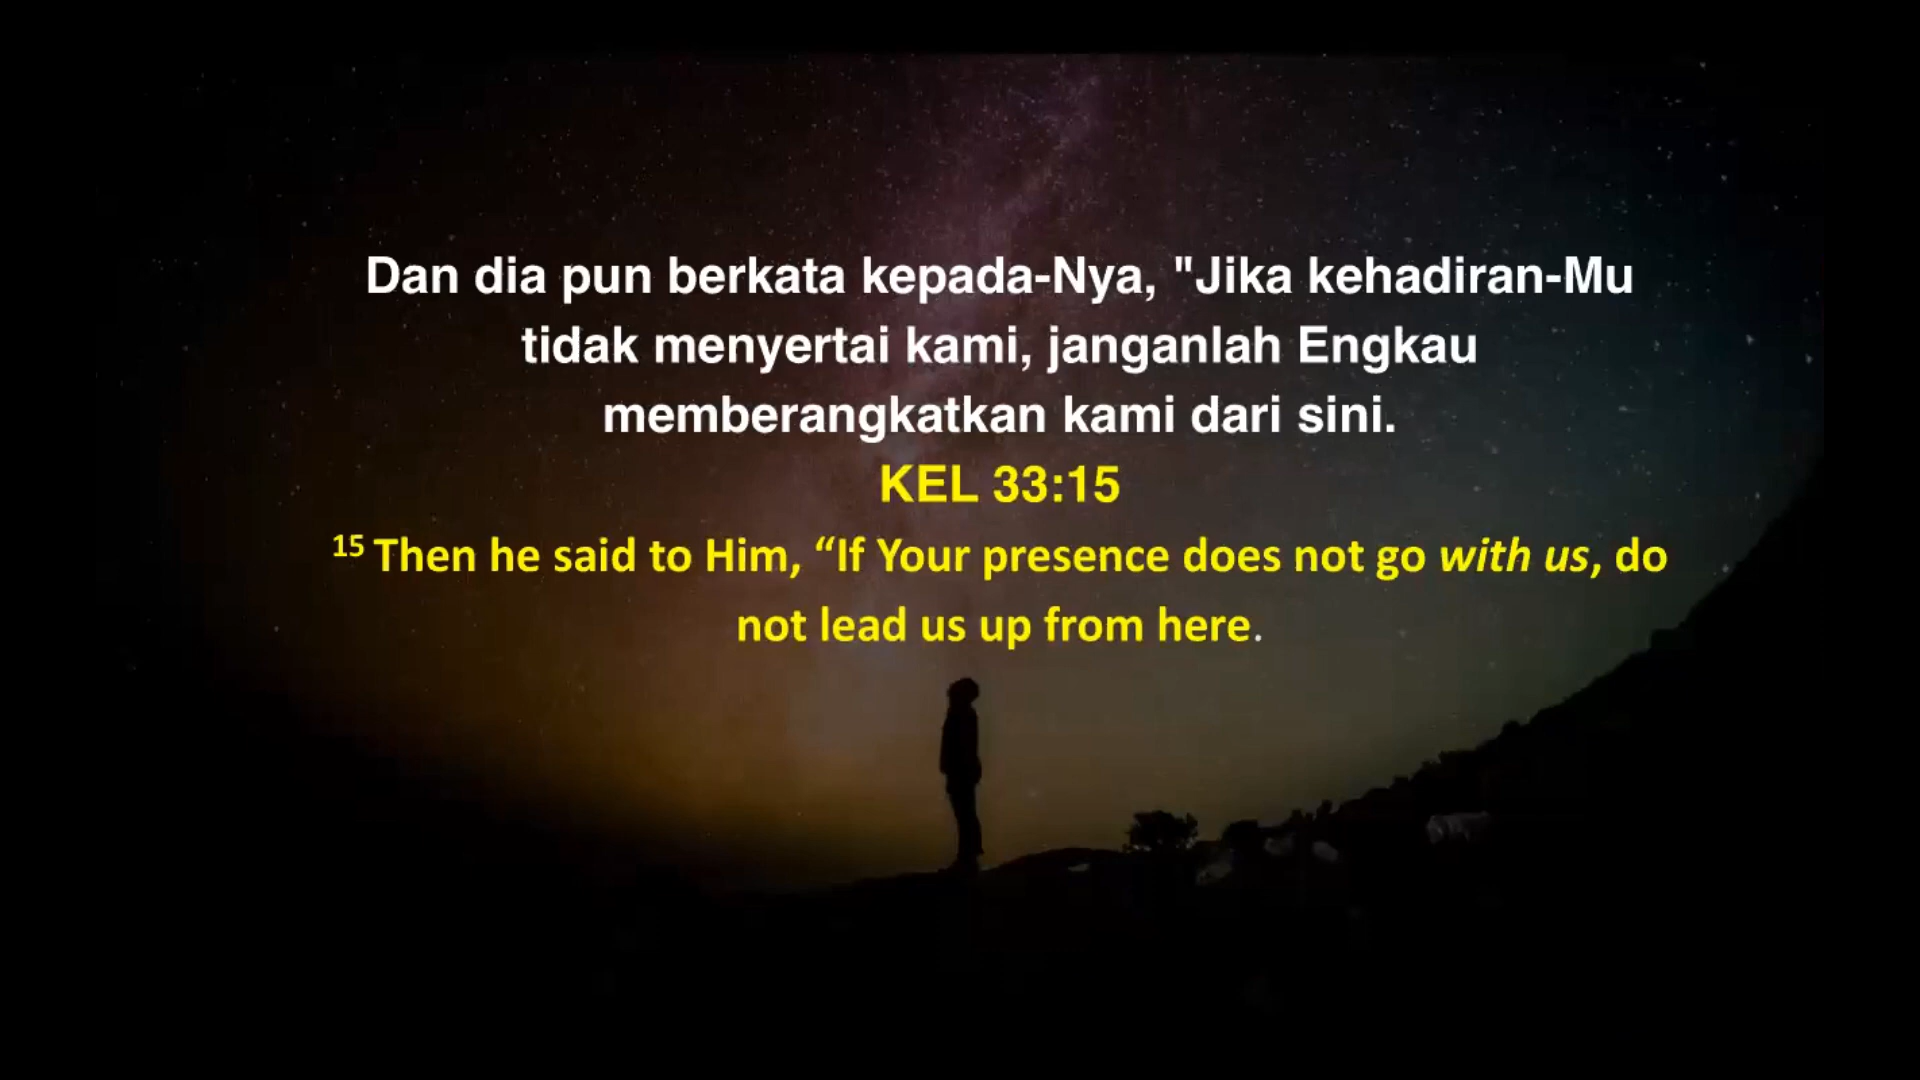 Dan dia pun berkata kepada-Nya, "Jika kehadiran-Mu
tidak menyertai kami, janganlah Engkau
memberangkatkan kami dari sini.
KEL 33:15
15 Then he said to Him, “If Your presence does not go with us, do
not lead us up from here.